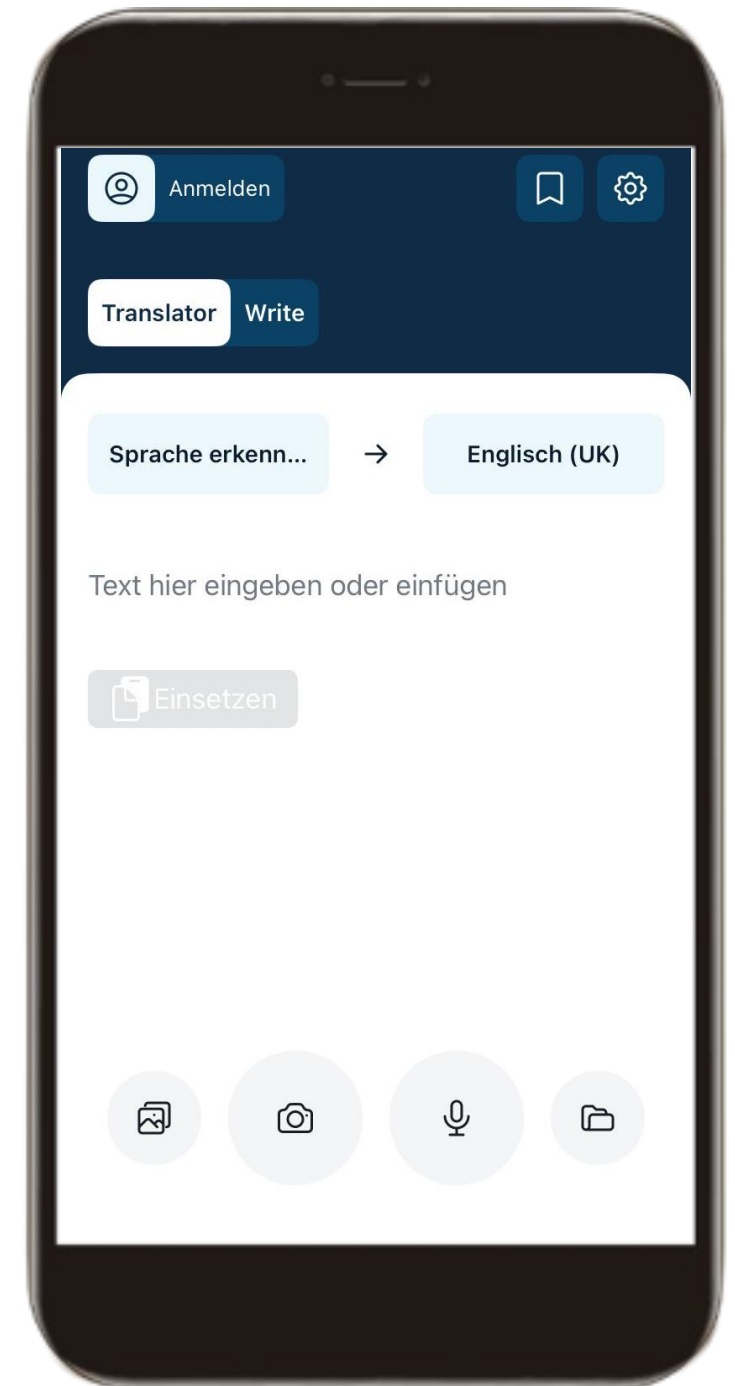 Anmelden
Translator Write
Sprache erkenn... → Englisch (UK)
Text hier eingeben oder einfügen
Einsetzen